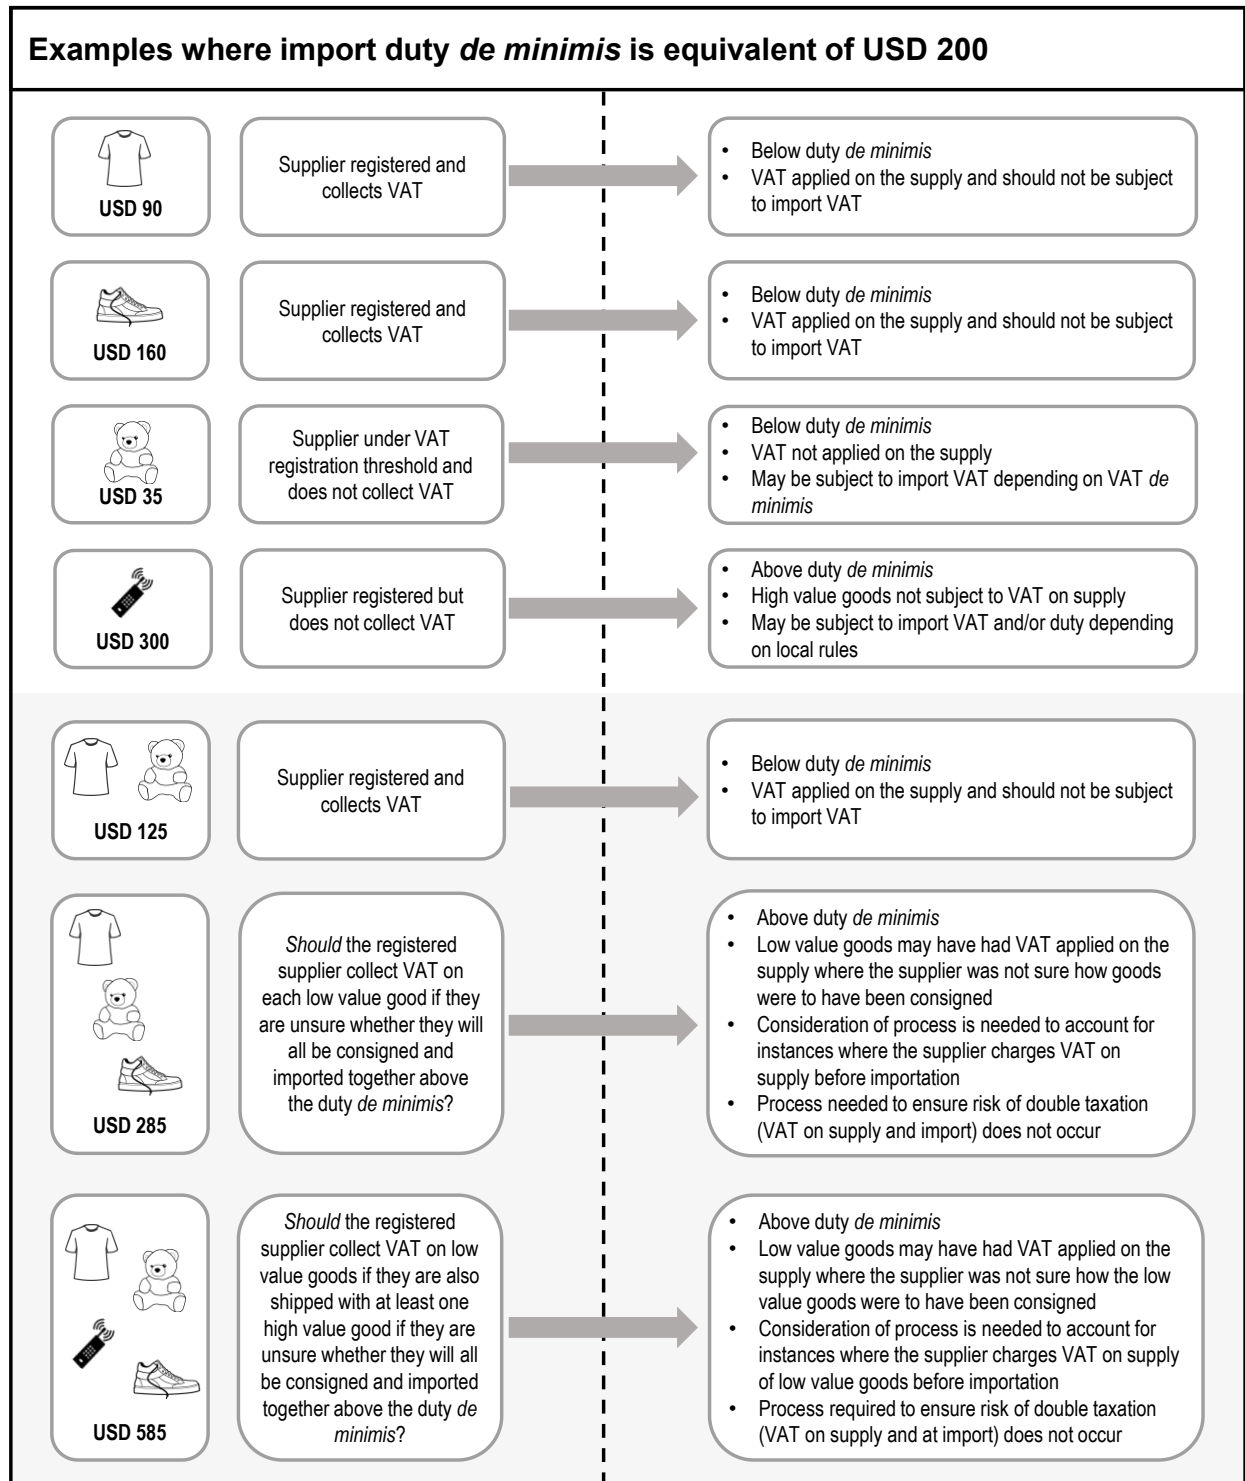 Examples where import duty de minimis is equivalent of USD 200
USD 90
Supplier registered and
collects VAT
• Below duty de minimis
• VAT applied on the supply and should not be subject
to import VAT
USD 160
Supplier registered and
collects VAT
• Below duty de minimis
• VAT applied on the supply and should not be subject
to import VAT
USD 35
Supplier under VAT
registration threshold and
does not collect VAT
• Below duty de minimis
• VAT not applied on the supply
• May be subject to import VAT depending on VAT de
minimis
USD 300
Supplier registered but
does not collect VAT
• Above duty de minimis
• High value goods not subject to VAT on supply
• May be subject to import VAT and/or duty depending
on local rules
USD 125
Supplier registered and
collects VAT
• Below duty de minimis
• VAT applied on the supply and should not be subject
to import VAT
USD 285
Should the registered
supplier collect VAT on
each low value good if they
are unsure whether they will
all be consigned and
imported together above
the duty de minimis?
• Above duty de minimis
• Low value goods may have had VAT applied on the
supply where the supplier was not sure how goods
were to have been consigned
• Consideration of process is needed to account for
instances where the supplier charges VAT on
supply before importation
• Process needed to ensure risk of double taxation
(VAT on supply and import) does not occur
USD 585
Should the registered
supplier collect VAT on low
value goods if they are also
shipped with at least one
high value good if they are
unsure whether they will all
be consigned and imported
together above the duty de
minimis?
• Above duty de minimis
• Low value goods may have had VAT applied on the
supply where the supplier was not sure how the low
value goods were to have been consigned
• Consideration of process is needed to account for
instances where the supplier charges VAT on supply
of low value goods before importation
• Process required to ensure risk of double taxation
(VAT on supply and at import) does not occur